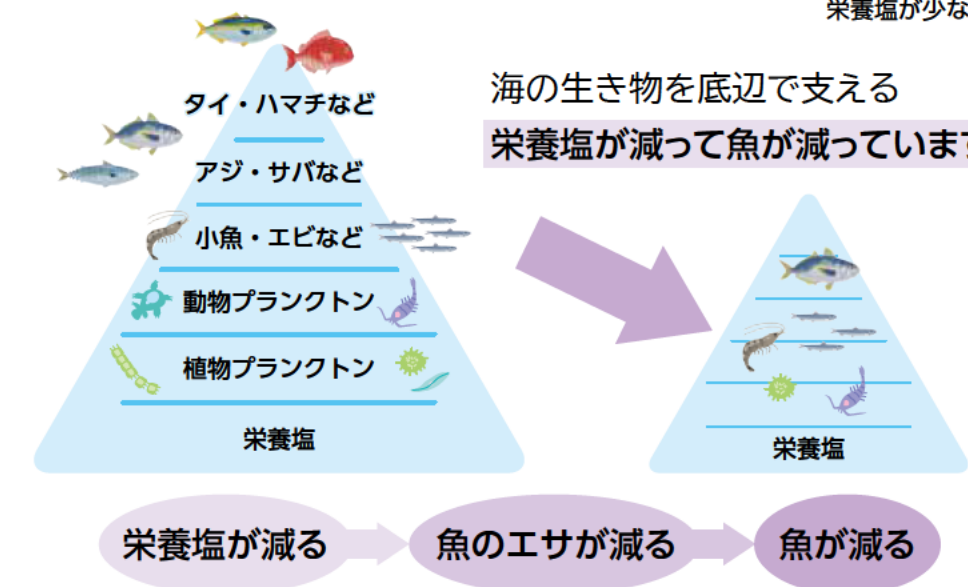 栄養塩が少な
海の生き物を底辺で支える
栄養塩が減って魚が減っています
タイ・ハマチなど
アジ・サバなど
小魚・エビなど
動物プランクトン
植物プランクトン
栄養塩
栄養塩
栄養塩が減る
魚のエサが減る
魚が減る